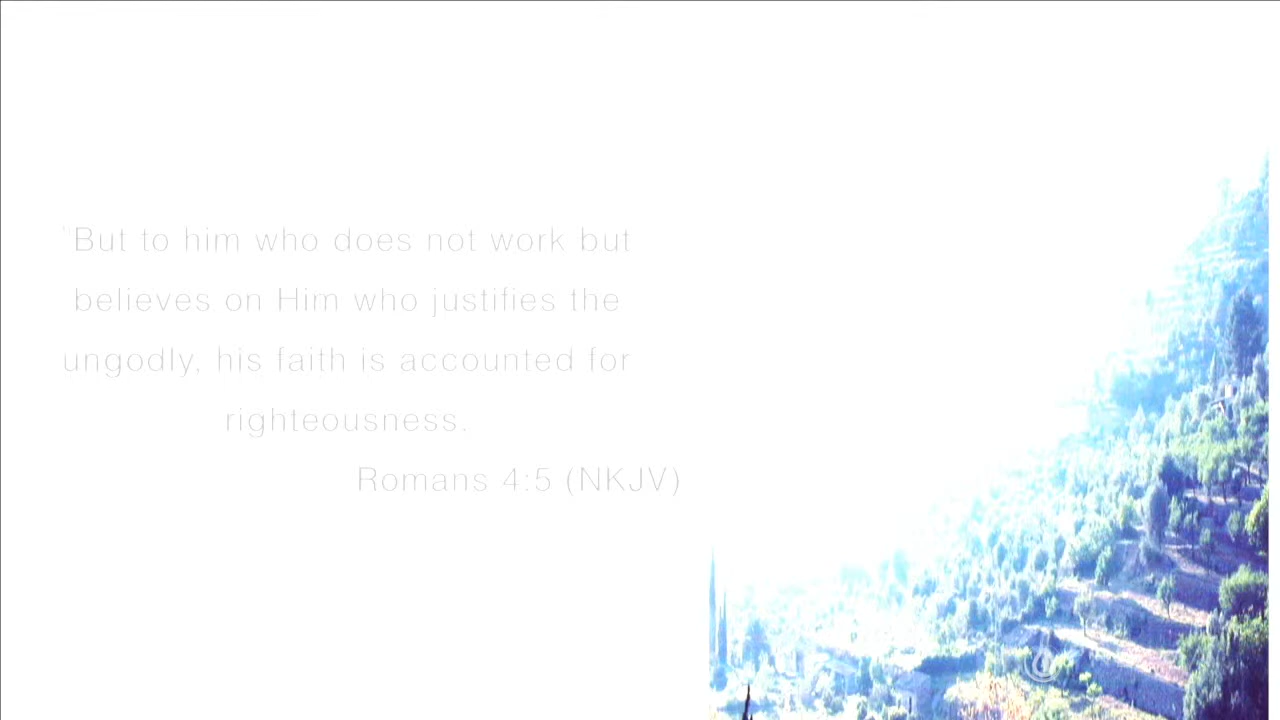 "But to him who does not work but
believes on Him who justifies the
ungodly, his faith is accounted for
righteousness.
Romans 4:5 (NKJV)